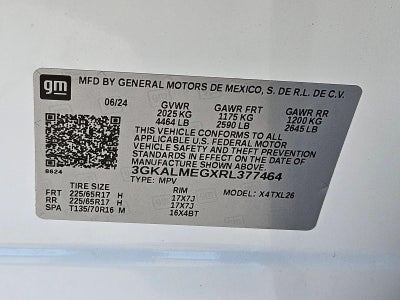 gm
MFD BY GENERAL MOTORS DE MEXICO, S. DE R.L. DE C.V.
06/24 GVWR GAWR FRT GAWR RR
2025 KG 1175 KG 1200 KG
4464 LB 2590 LB 2645 LB
THIS VEHICLE CONFORMS TO ALL
APPLICABLE U.S. FEDERAL MOTOR
VEHICLE SAFETY AND THEFT
PREVENTION STANDARDS IN EFFECT
ON THE DATE OF MANUFACTURE
SHOWN ABOVE.
8624 3GKALMEGXRL377464
TYPE: MPV
TIRE SIZE RIM MODEL: X4TXL26
FRT 225/65R17 H 17X7J
RR 225/65R17 H 17X7J
SPA T135/70R16 M 16X4BT